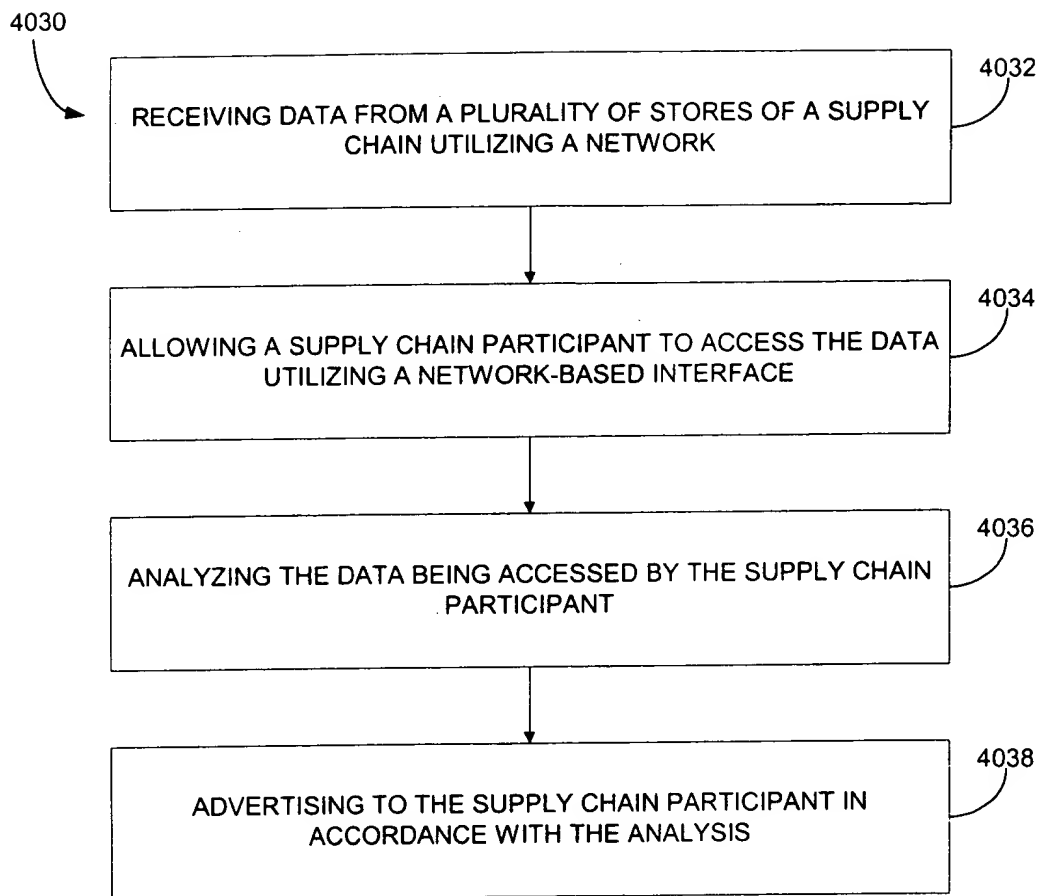 4030
4032
RECEIVING DATA FROM A PLURALITY OF STORES OF A SUPPLY
CHAIN UTILIZING A NETWORK
4034
ALLOWING A SUPPLY CHAIN PARTICIPANT TO ACCESS THE DATA
UTILIZING A NETWORK-BASED INTERFACE
4036
ANALYZING THE DATA BEING ACCESSED BY THE SUPPLY CHAIN
PARTICIPANT
4038
ADVERTISING TO THE SUPPLY CHAIN PARTICIPANT IN
ACCORDANCE WITH THE ANALYSIS